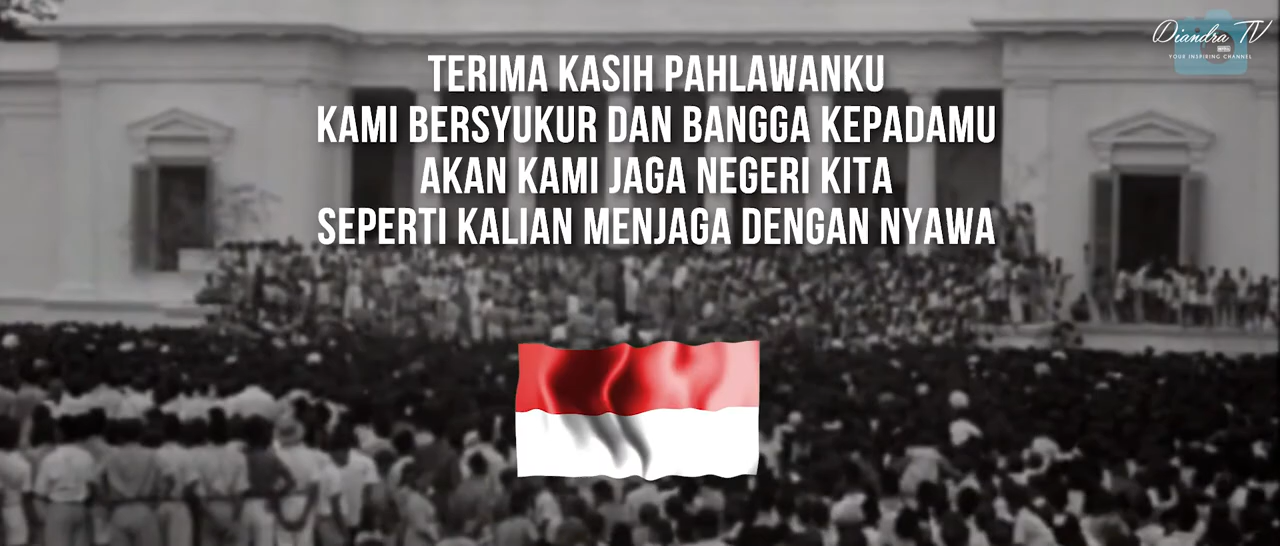 Diandra TV
YOUR INSPIRING CHANNEL
TERIMA KASIH PAHLAWANKU
KAMI BERSYUKUR DAN BANGGA KEPADAMU
AKAN KAMI JAGA NEGERI KITA
SEPERTI KALIAN MENJAGA DENGAN NYAWA